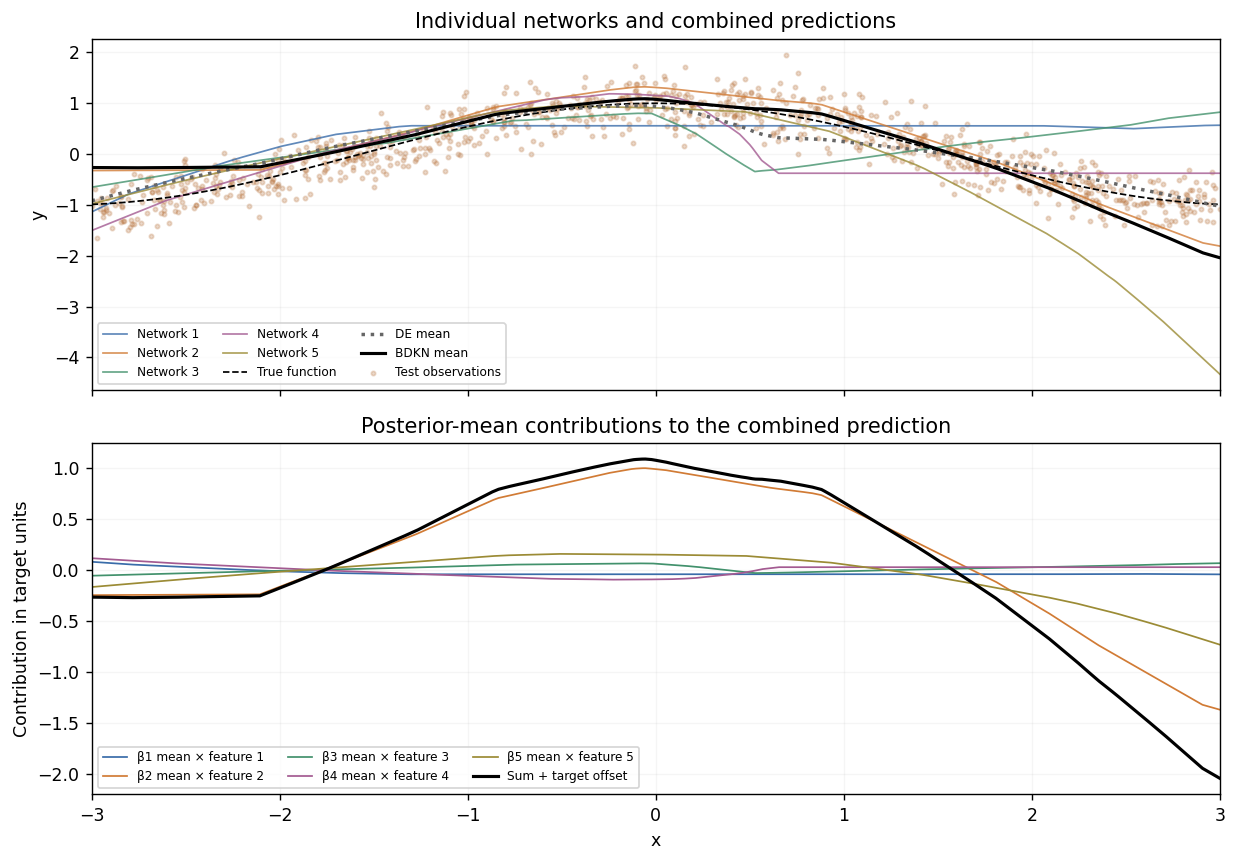 Individual networks and combined predictions
2
1
0
−1
−2
−3
−4
y
Network 1
Network 2
Network 3
Network 4
Network 5
True function
DE mean
BDKN mean
Test observations
Posterior-mean contributions to the combined prediction
1.0
0.5
0.0
−0.5
−1.0
−1.5
−2.0
Contribution in target units
β1 mean × feature 1
β2 mean × feature 2
β3 mean × feature 3
β4 mean × feature 4
β5 mean × feature 5
Sum + target offset
−3
−2
−1
0
1
2
3
x